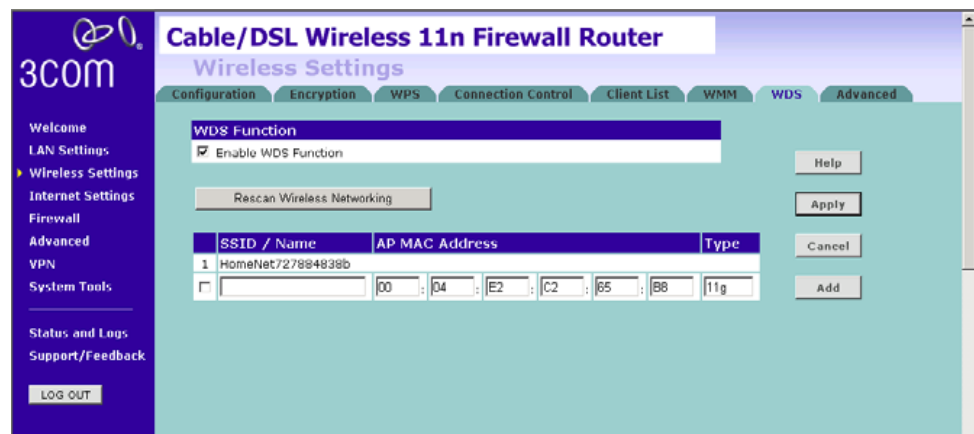 3COM
Cable/DSL Wireless 11n Firewall Router
Wireless Settings
Configuration Encryption WPS Connection Control Client List WMM WDS Advanced
Welcome
LAN Settings
Wireless Settings
Internet Settings
Firewall
Advanced
VPN
System Tools
Status and Logs
Support/Feedback
LOG OUT
WDS Function
Enable WDS Function
Rescan Wireless Networking
SSID / Name AP MAC Address Type
1 HomeNet727884838b
00 : 04 : E2 : C2 : 65 : B8 11g
Help
Apply
Cancel
Add